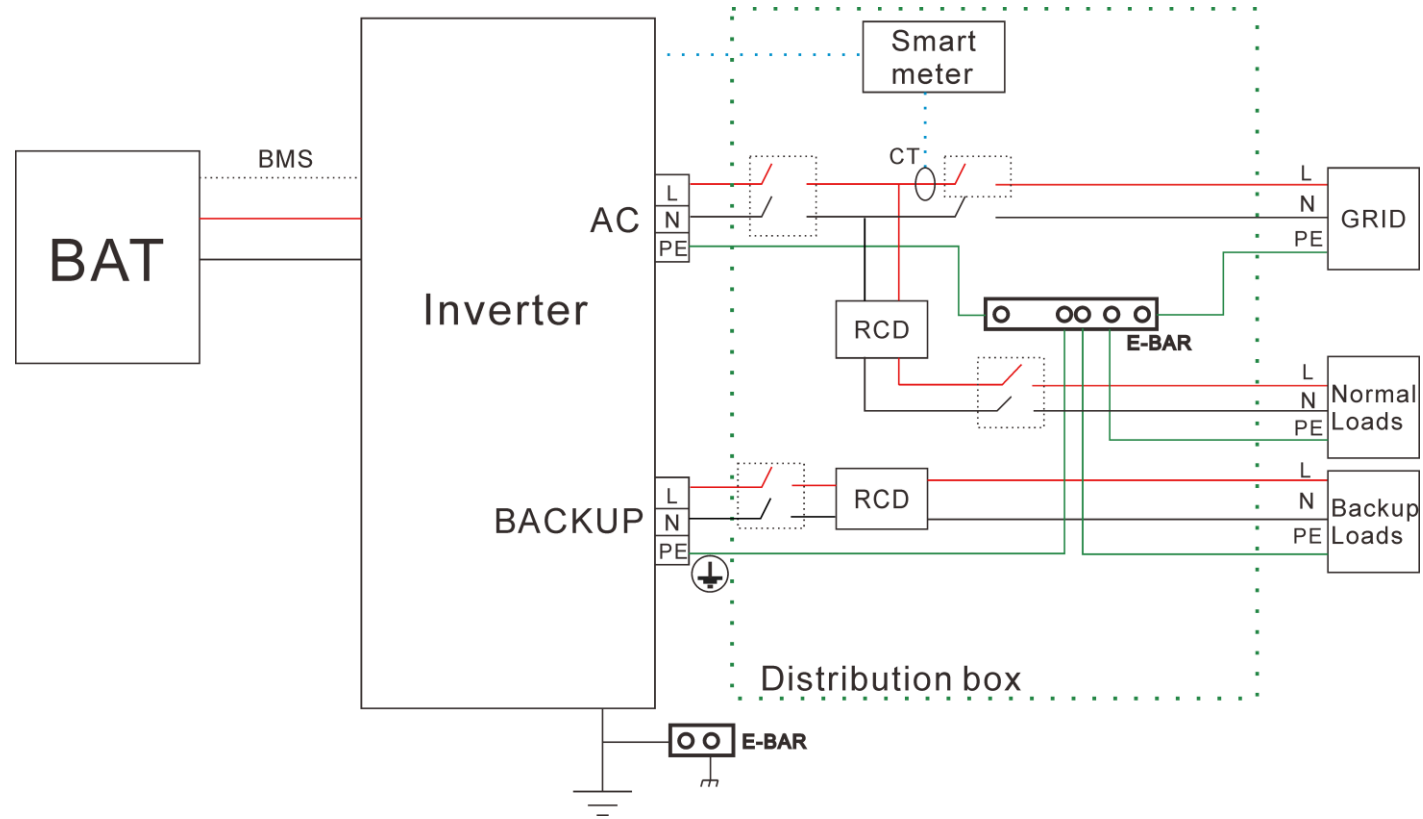 Smart
meter
BMS
CT
L
L
N
AC
N
GRID
BAT
PE
PE
Inverter
RCD
E-BAR
L
Normal
N
Loads
PE
L
L
RCD
N
Backup
BACKUP
N
PE
Loads
PE
Distribution box
E-BAR